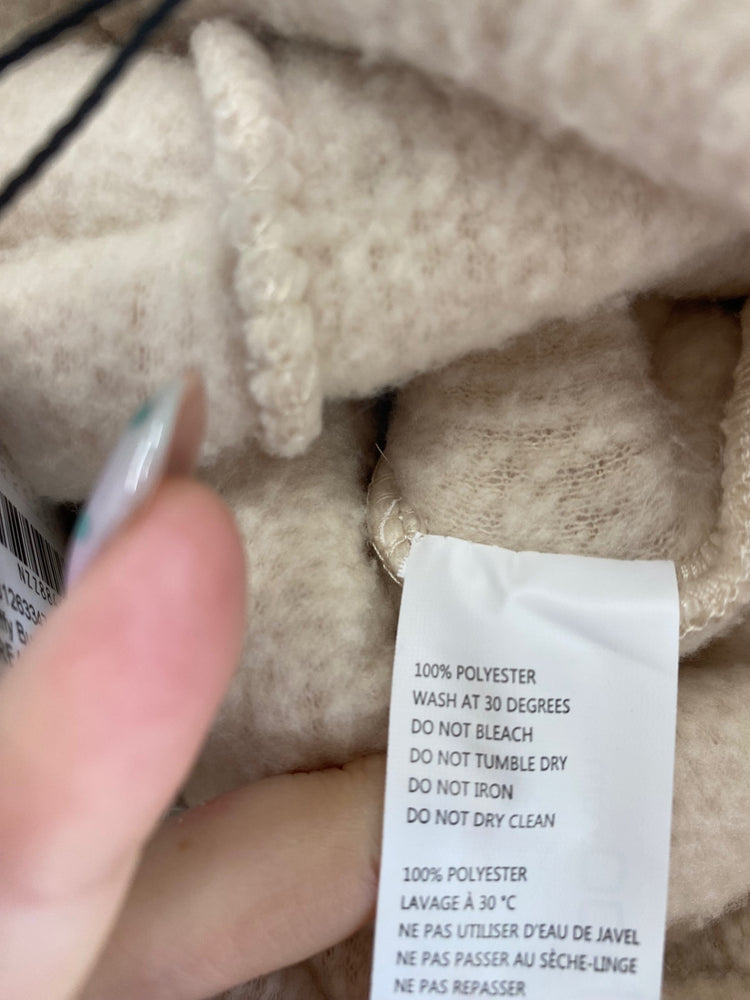 100% POLYESTER
WASH AT 30 DEGREES
DO NOT BLEACH
DO NOT TUMBLE DRY
DO NOT IRON
DO NOT DRY CLEAN
100% POLYESTER
LAVAGE À 30 °C
NE PAS UTILISER D'EAU DE JAVEL
NE PAS PASSER AU SÈCHE-LINGE
NE PAS REPASSER